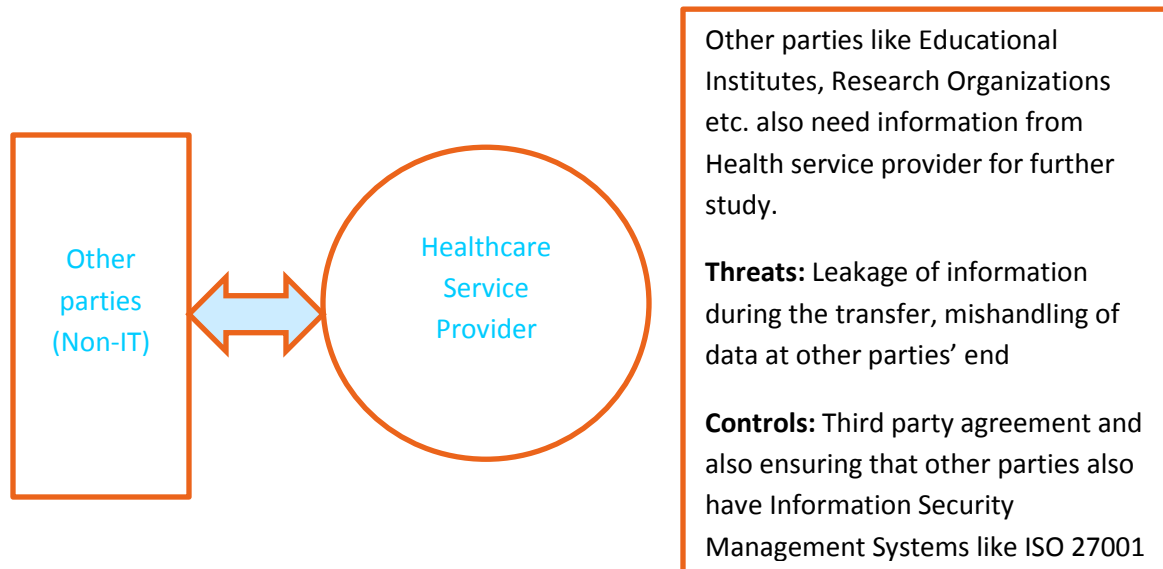 Other
parties
(Non-IT)
Healthcare
Service
Provider
Other parties like Educational
Institutes, Research Organizations
etc. also need information from
Health service provider for further
study.
Threats: Leakage of information
during the transfer, mishandling of
data at other parties’ end
Controls: Third party agreement and
also ensuring that other parties also
have Information Security
Management Systems like ISO 27001